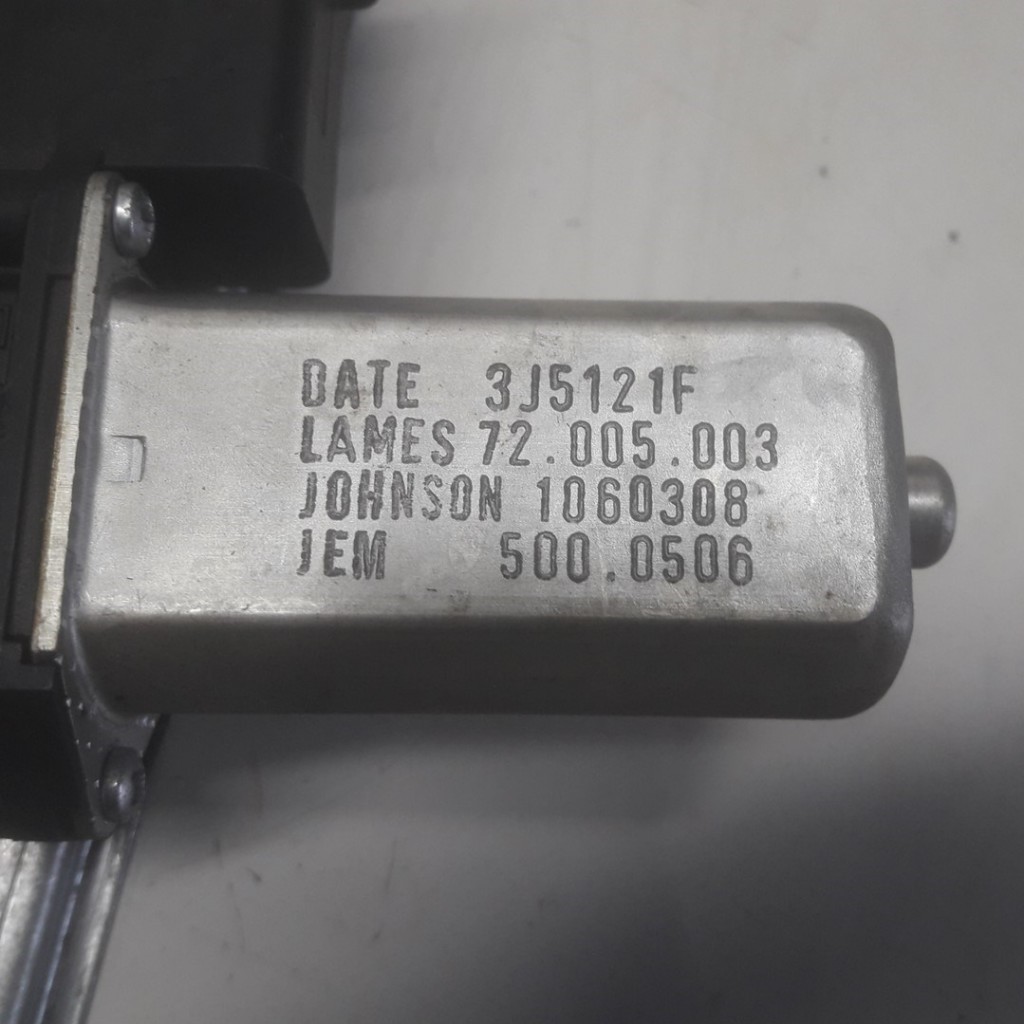 DATE 3J5121F
LAMES 72.005.003
JOHNSON 1060308
JEM 500.0506